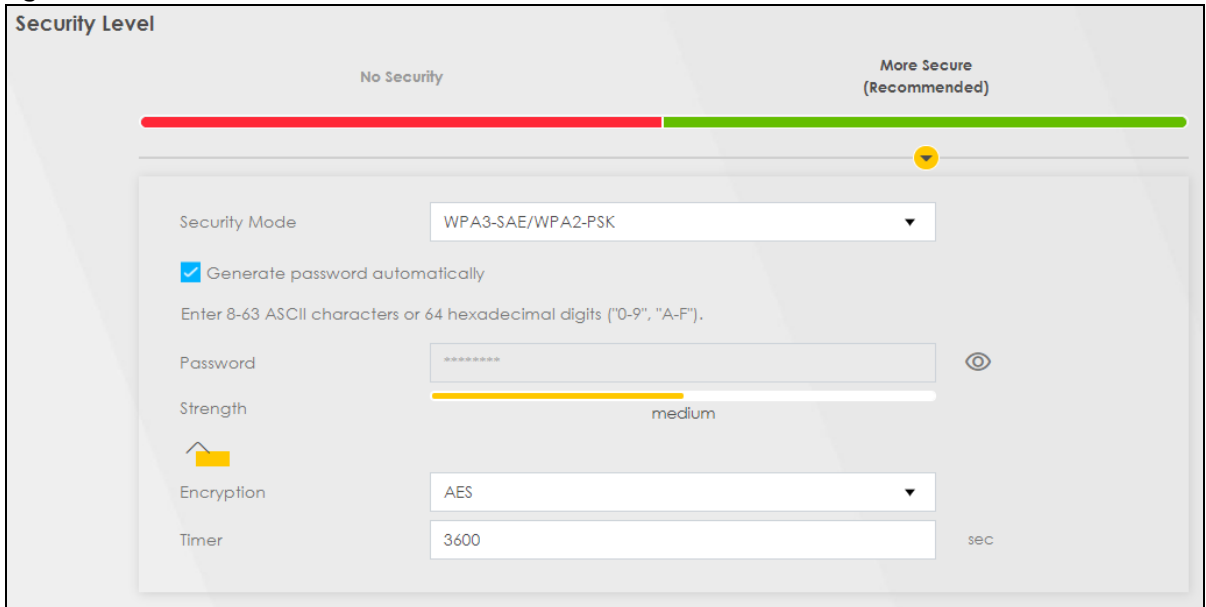 Security Level
No Security
More Secure
(Recommended)
Security Mode WPA3-SAE/WPA2-PSK
Generate password automatically
Enter 8-63 ASCII characters or 64 hexadecimal digits ("0-9", "A-F").
Password ********
Strength
medium
Encryption AES
Timer 3600 sec